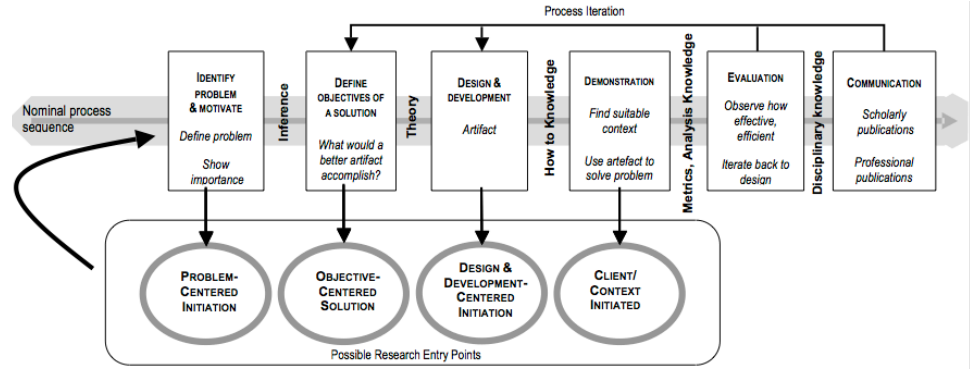 Process Iteration
Nominal process
sequence
IDENTIFY
PROBLEM
& MOTIVATE
Define problem
Show
importance
Inference
DEFINE
OBJECTIVES OF
A SOLUTION
What would a
better artifact
accomplish?
Theory
DESIGN &
DEVELOPMENT
Artifact
How to Knowledge
DEMONSTRATION
Find suitable
context
Use artefact to
solve problem
Metrics, Analysis Knowledge
EVALUATION
Observe how
effective,
efficient
Iterate back to
design
Disciplinary knowledge
COMMUNICATION
Scholarly
publications
Professional
publications
PROBLEM-
CENTERED
INITIATION
OBJECTIVE-
CENTERED
SOLUTION
DESIGN &
DEVELOPMENT-
CENTERED
INITIATION
CLIENT/
CONTEXT
INITIATED
Possible Research Entry Points